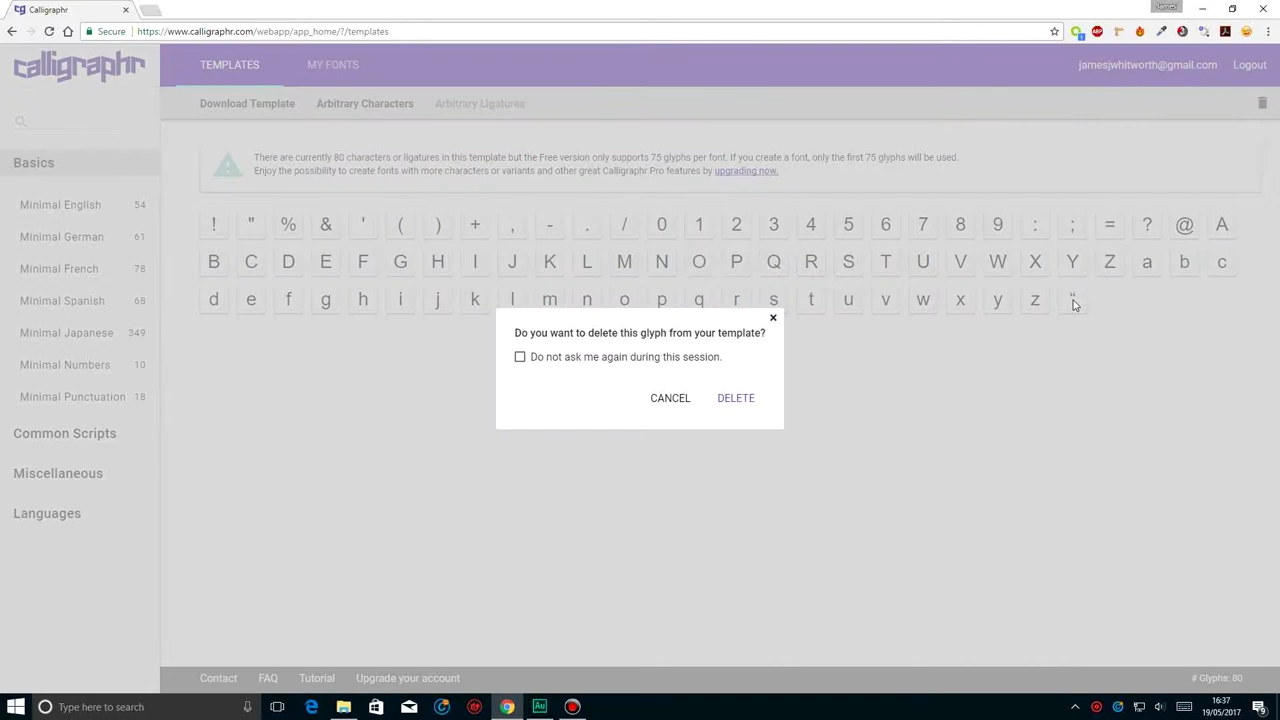 Calligraphr
James
Secure
https://www.calligraphr.com/webapp/app_home/?/templates
calligraphr
TEMPLATES
MY FONTS
jamesjwhitworth@gmail.com
Logout
Download Template
Arbitrary Characters
Arbitrary Ligatures
Basics
There are currently 80 characters or ligatures in this template but the Free version only supports 75 glyphs per font. If you create a font, only the first 75 glyphs will be used.
Enjoy the possibility to create fonts with more characters or variants and other great Calligraphr Pro features by upgrading now.
Minimal English 54
Minimal German 61
Minimal French 78
Minimal Spanish 68
Minimal Japanese 349
Minimal Numbers 10
Minimal Punctuation 18
Common Scripts
Miscellaneous
Languages
! " % & ' ( ) + , - . / 0 1 2 3 4 5 6 7 8 9 : ; = ? @ A
B C D E F G H I J K L M N O P Q R S T U V W X Y Z a b c
d e f g h i j k l m n o p q r s t u v w x y z “
Do you want to delete this glyph from your template?
Do not ask me again during this session.
CANCEL
DELETE
Contact
FAQ
Tutorial
Upgrade your account
# Glyphs: 80
Type here to search
16:37
19/05/2017